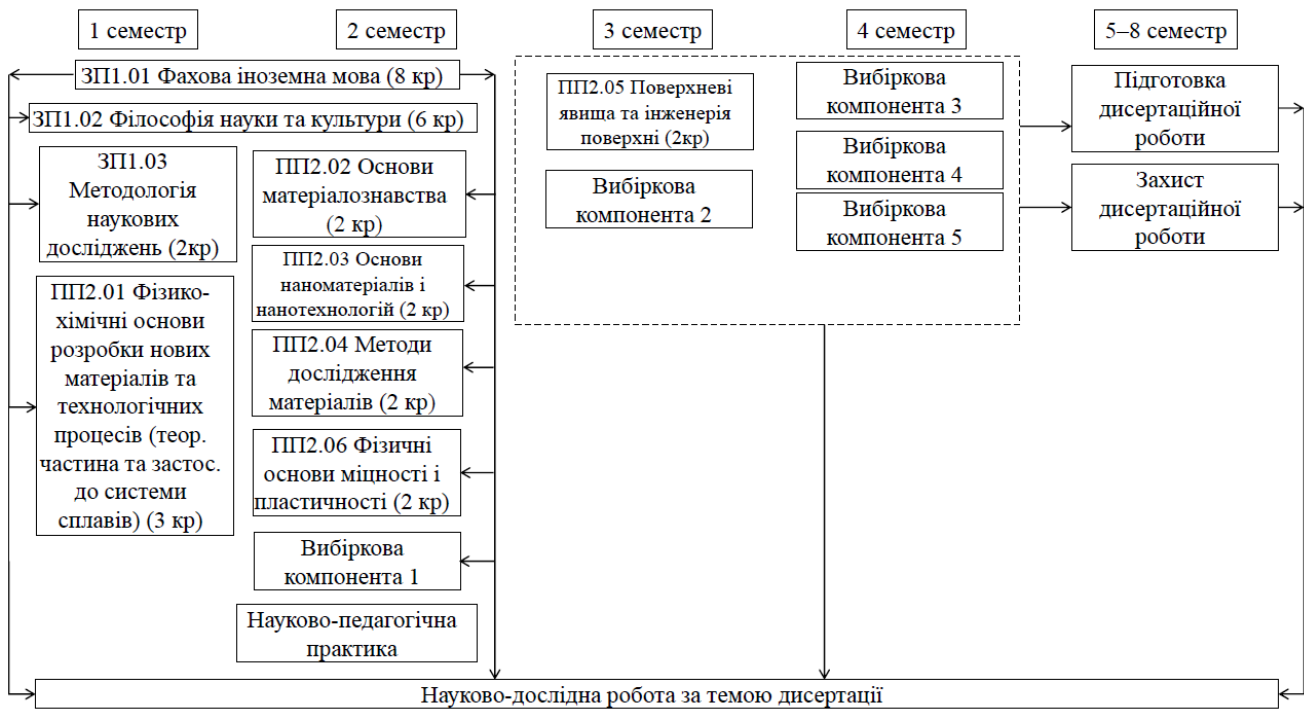 1 семестр
2 семестр
3 семестр
4 семестр
5–8 семестр
ЗП1.01 Фахова іноземна мова (8 кр)
ЗП1.02 Філософія науки та культури (6 кр)
ЗП1.03
Методологія
наукових
досліджень (2кр)
ПП2.01 Фізико-
хімічні основи
розробки нових
матеріалів та
технологічних
процесів (теор.
частина та застос.
до системи
сплавів) (3 кр)
ПП2.02 Основи
матеріалознавства
(2 кр)
ПП2.03 Основи
наноматеріалів і
нанотехнологій (2 кр)
ПП2.04 Методи
дослідження
матеріалів (2 кр)
ПП2.06 Фізичні
основи міцності і
пластичності (2 кр)
Вибіркова
компонента 1
Науково-педагогічна
практика
ПП2.05 Поверхневі
явища та інженерія
поверхні (2кр)
Вибіркова
компонента 2
Вибіркова
компонента 3
Вибіркова
компонента 4
Вибіркова
компонента 5
Підготовка
дисертаційної
роботи
Захист
дисертаційної
роботи
Науково-дослідна робота за темою дисертації